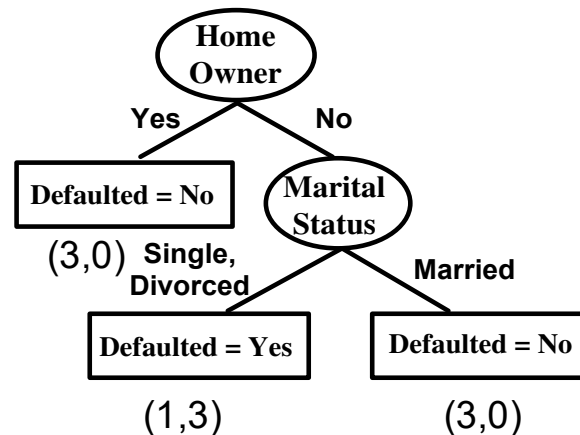 Home
Owner
Yes
No
Defaulted = No
Marital
Status
(3,0)
Single,
Divorced
Married
Defaulted = Yes
Defaulted = No
(1,3)
(3,0)